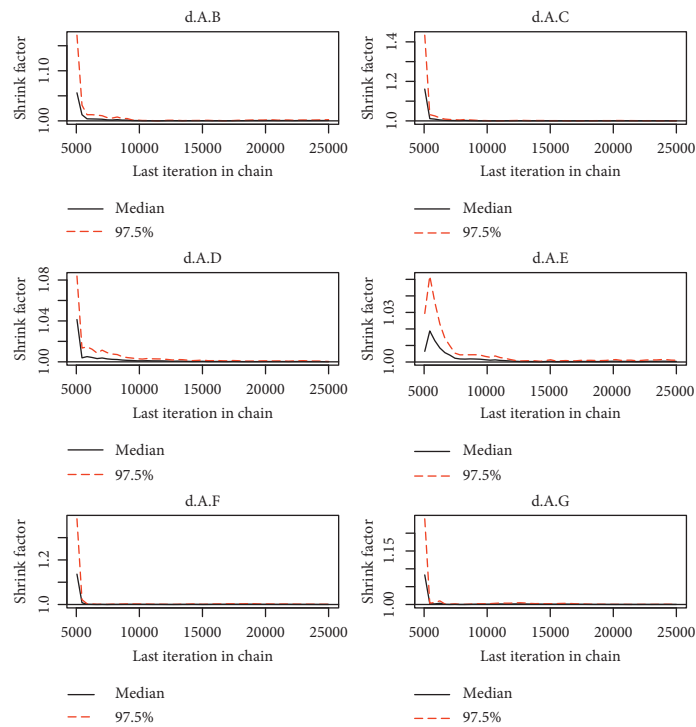 d.A.B
Shrink factor
1.00 1.10
5000 10000 15000 20000 25000
Last iteration in chain
Median
97.5%
d.A.C
Shrink factor
1.0 1.2 1.4
5000 10000 15000 20000 25000
Last iteration in chain
Median
97.5%
d.A.D
Shrink factor
1.00 1.04 1.08
5000 10000 15000 20000 25000
Last iteration in chain
Median
97.5%
d.A.E
Shrink factor
1.00 1.03
5000 10000 15000 20000 25000
Last iteration in chain
Median
97.5%
d.A.F
Shrink factor
1.0 1.2
5000 10000 15000 20000 25000
Last iteration in chain
Median
97.5%
d.A.G
Shrink factor
1.00 1.15
5000 10000 15000 20000 25000
Last iteration in chain
Median
97.5%